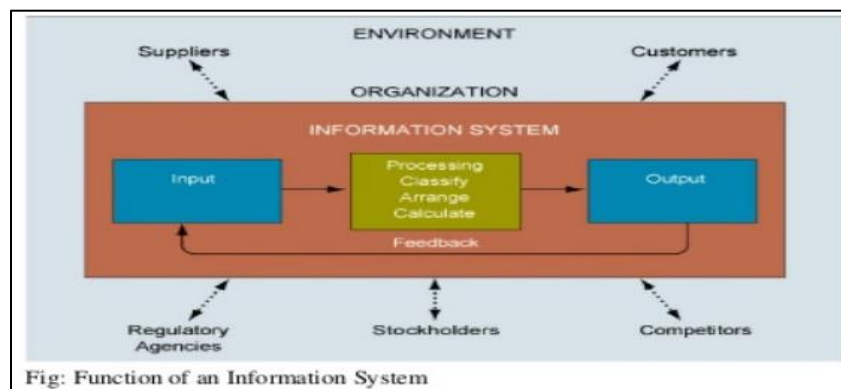 ENVIRONMENT
Suppliers
Customers
ORGANIZATION
INFORMATION SYSTEM
Input
Processing
Classify
Arrange
Calculate
Output
Feedback
Regulatory
Agencies
Stockholders
Competitors
Fig: Function of an Information System